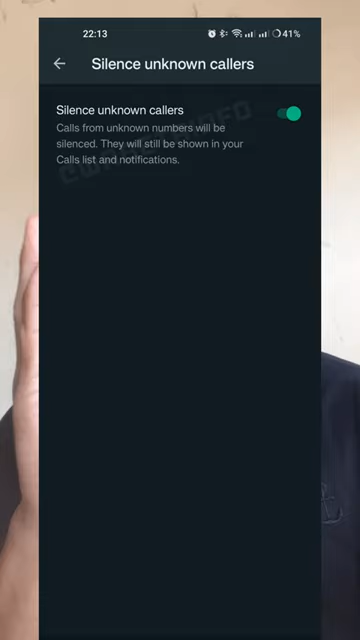 22:13
41%
Silence unknown callers
Silence unknown callers
Calls from unknown numbers will be
silenced. They will still be shown in your
Calls list and notifications.